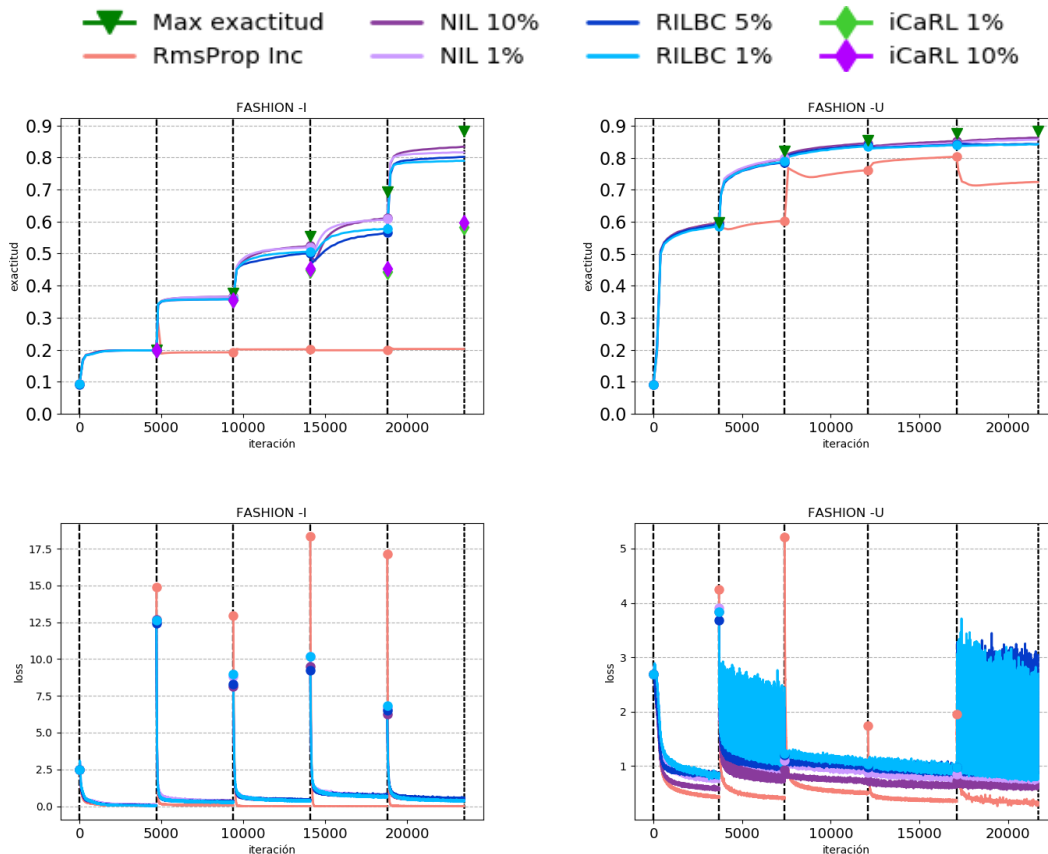 Max exactitud NIL 10% RILBC 5% iCaRL 1%
RmsProp Inc NIL 1% RILBC 1% iCaRL 10%
FASHION -I
exactitud
0.9
0.8
0.7
0.6
0.5
0.4
0.3
0.2
0.1
0.0
0 5000 10000 15000 20000
iteración
FASHION -U
exactitud
0.9
0.8
0.7
0.6
0.5
0.4
0.3
0.2
0.1
0.0
0 5000 10000 15000 20000
iteración
FASHION -I
loss
17.5
15.0
12.5
10.0
7.5
5.0
2.5
0.0
0 5000 10000 15000 20000
iteración
FASHION -U
loss
5
4
3
2
1
0 5000 10000 15000 20000
iteración